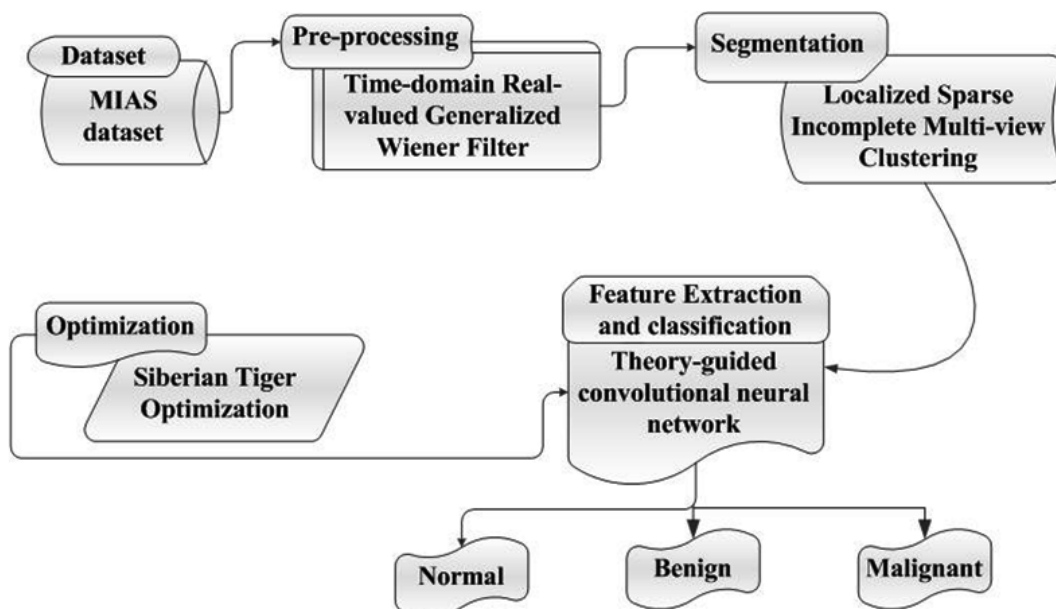 Dataset
MIAS
dataset
Pre-processing
Time-domain Real-
valued Generalized
Wiener Filter
Segmentation
Localized Sparse
Incomplete Multi-view
Clustering
Optimization
Siberian Tiger
Optimization
Feature Extraction
and classification
Theory-guided
convolutional neural
network
Normal
Benign
Malignant